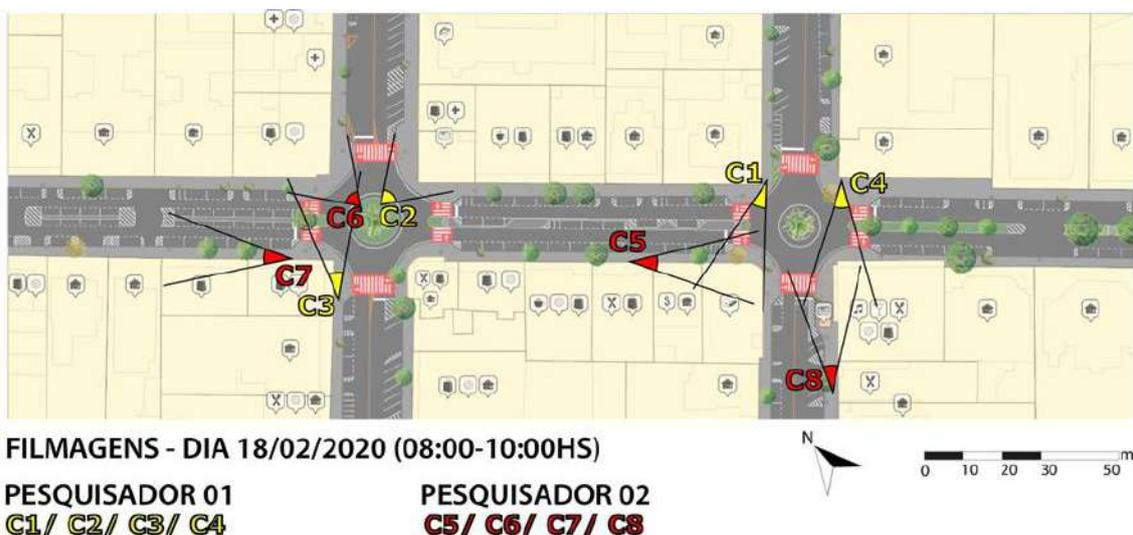 C1
C4
C6
C2
C5
C7
C3
C8
FILMAGENS - DIA 18/02/2020 (08:00-10:00HS)
N
m
0 10 20 30 50
PESQUISADOR 01
C1/ C2/ C3/ C4
PESQUISADOR 02
C5/ C6/ C7/ C8